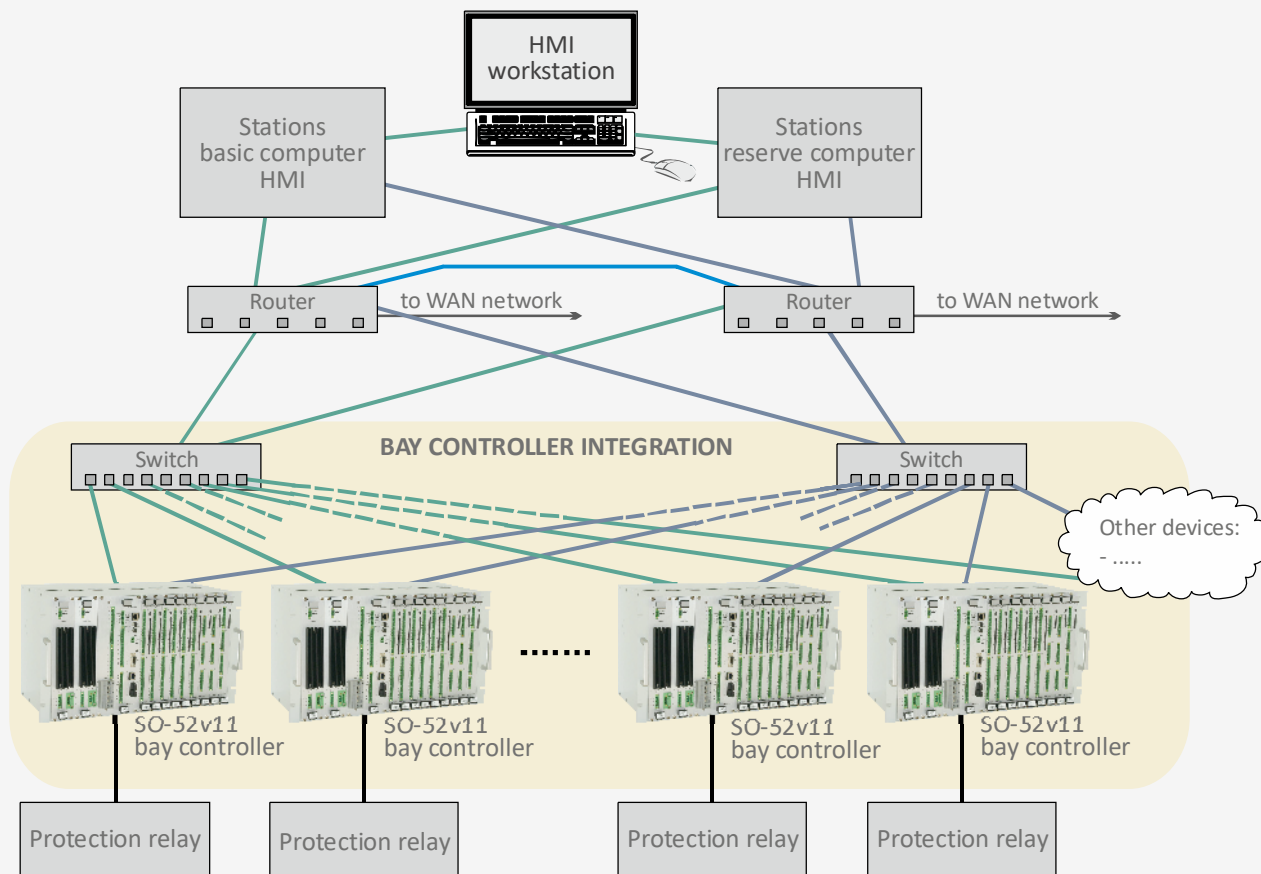 HMI
workstation
Stations
basic computer
HMI
Stations
reserve computer
HMI
Router
to WAN network
Router
to WAN network
BAY CONTROLLER INTEGRATION
Switch
Switch
Other devices:
- .....
SO-52v11
bay controller
SO-52v11
bay controller
SO-52v11
bay controller
SO-52v11
bay controller
Protection relay
Protection relay
Protection relay
Protection relay